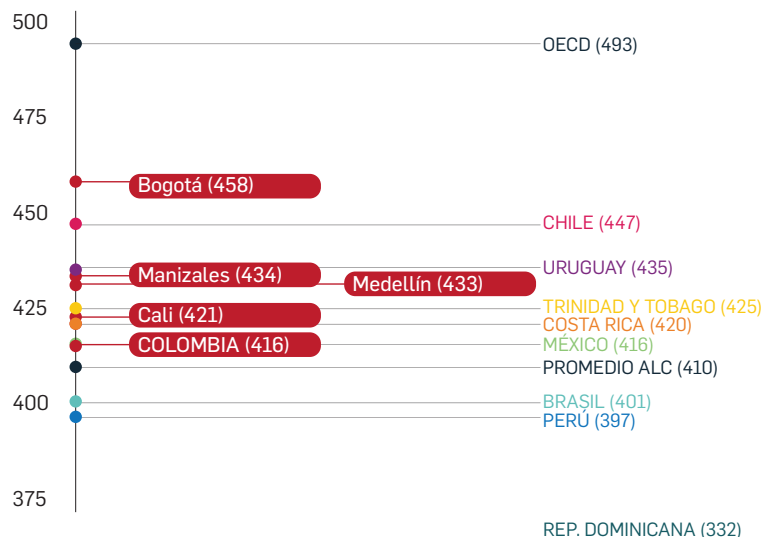 500
OECD (493)
475
Bogotá (458)
450
CHILE (447)
URUGUAY (435)
Manizales (434)
Medellín (433)
425
TRINIDAD Y TOBAGO (425)
Cali (421)
COSTA RICA (420)
COLOMBIA (416)
MÉXICO (416)
PROMEDIO ALC (410)
400
BRASIL (401)
PERÚ (397)
375
REP. DOMINICANA (332)